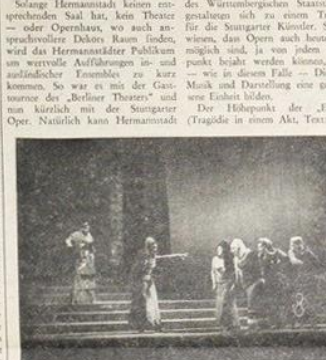 Solange Hermannstadt keinen ent-
sprechenden Saal hat, kein Theater
— oder Opernhaus, wo auch an-
spruchsvollere Dekors Raum finden,
wird das Hermannstädter Publikum
um wertvolle Aufführungen in- und
ausländischer Ensembles zu kurz
kommen. So war es mit der Gast-
tournee des „Berliner Theaters" und
nun kürzlich mit der Stuttgarter
Oper. Natürlich kann Hermannstadt
des Württembergischen Staatst
gestalteten sich zu einem T
für die Stuttgarter Künstler. S
wiesen, dass Opern auch heut
möglich sind, ja von jedem
punkt bejaht werden können,
— wie in diesem Falle — Di
Musik und Darstellung eine g
sene Einheit bilden.
Der Höhepunkt der
(Tragödie in einem Akt, Text